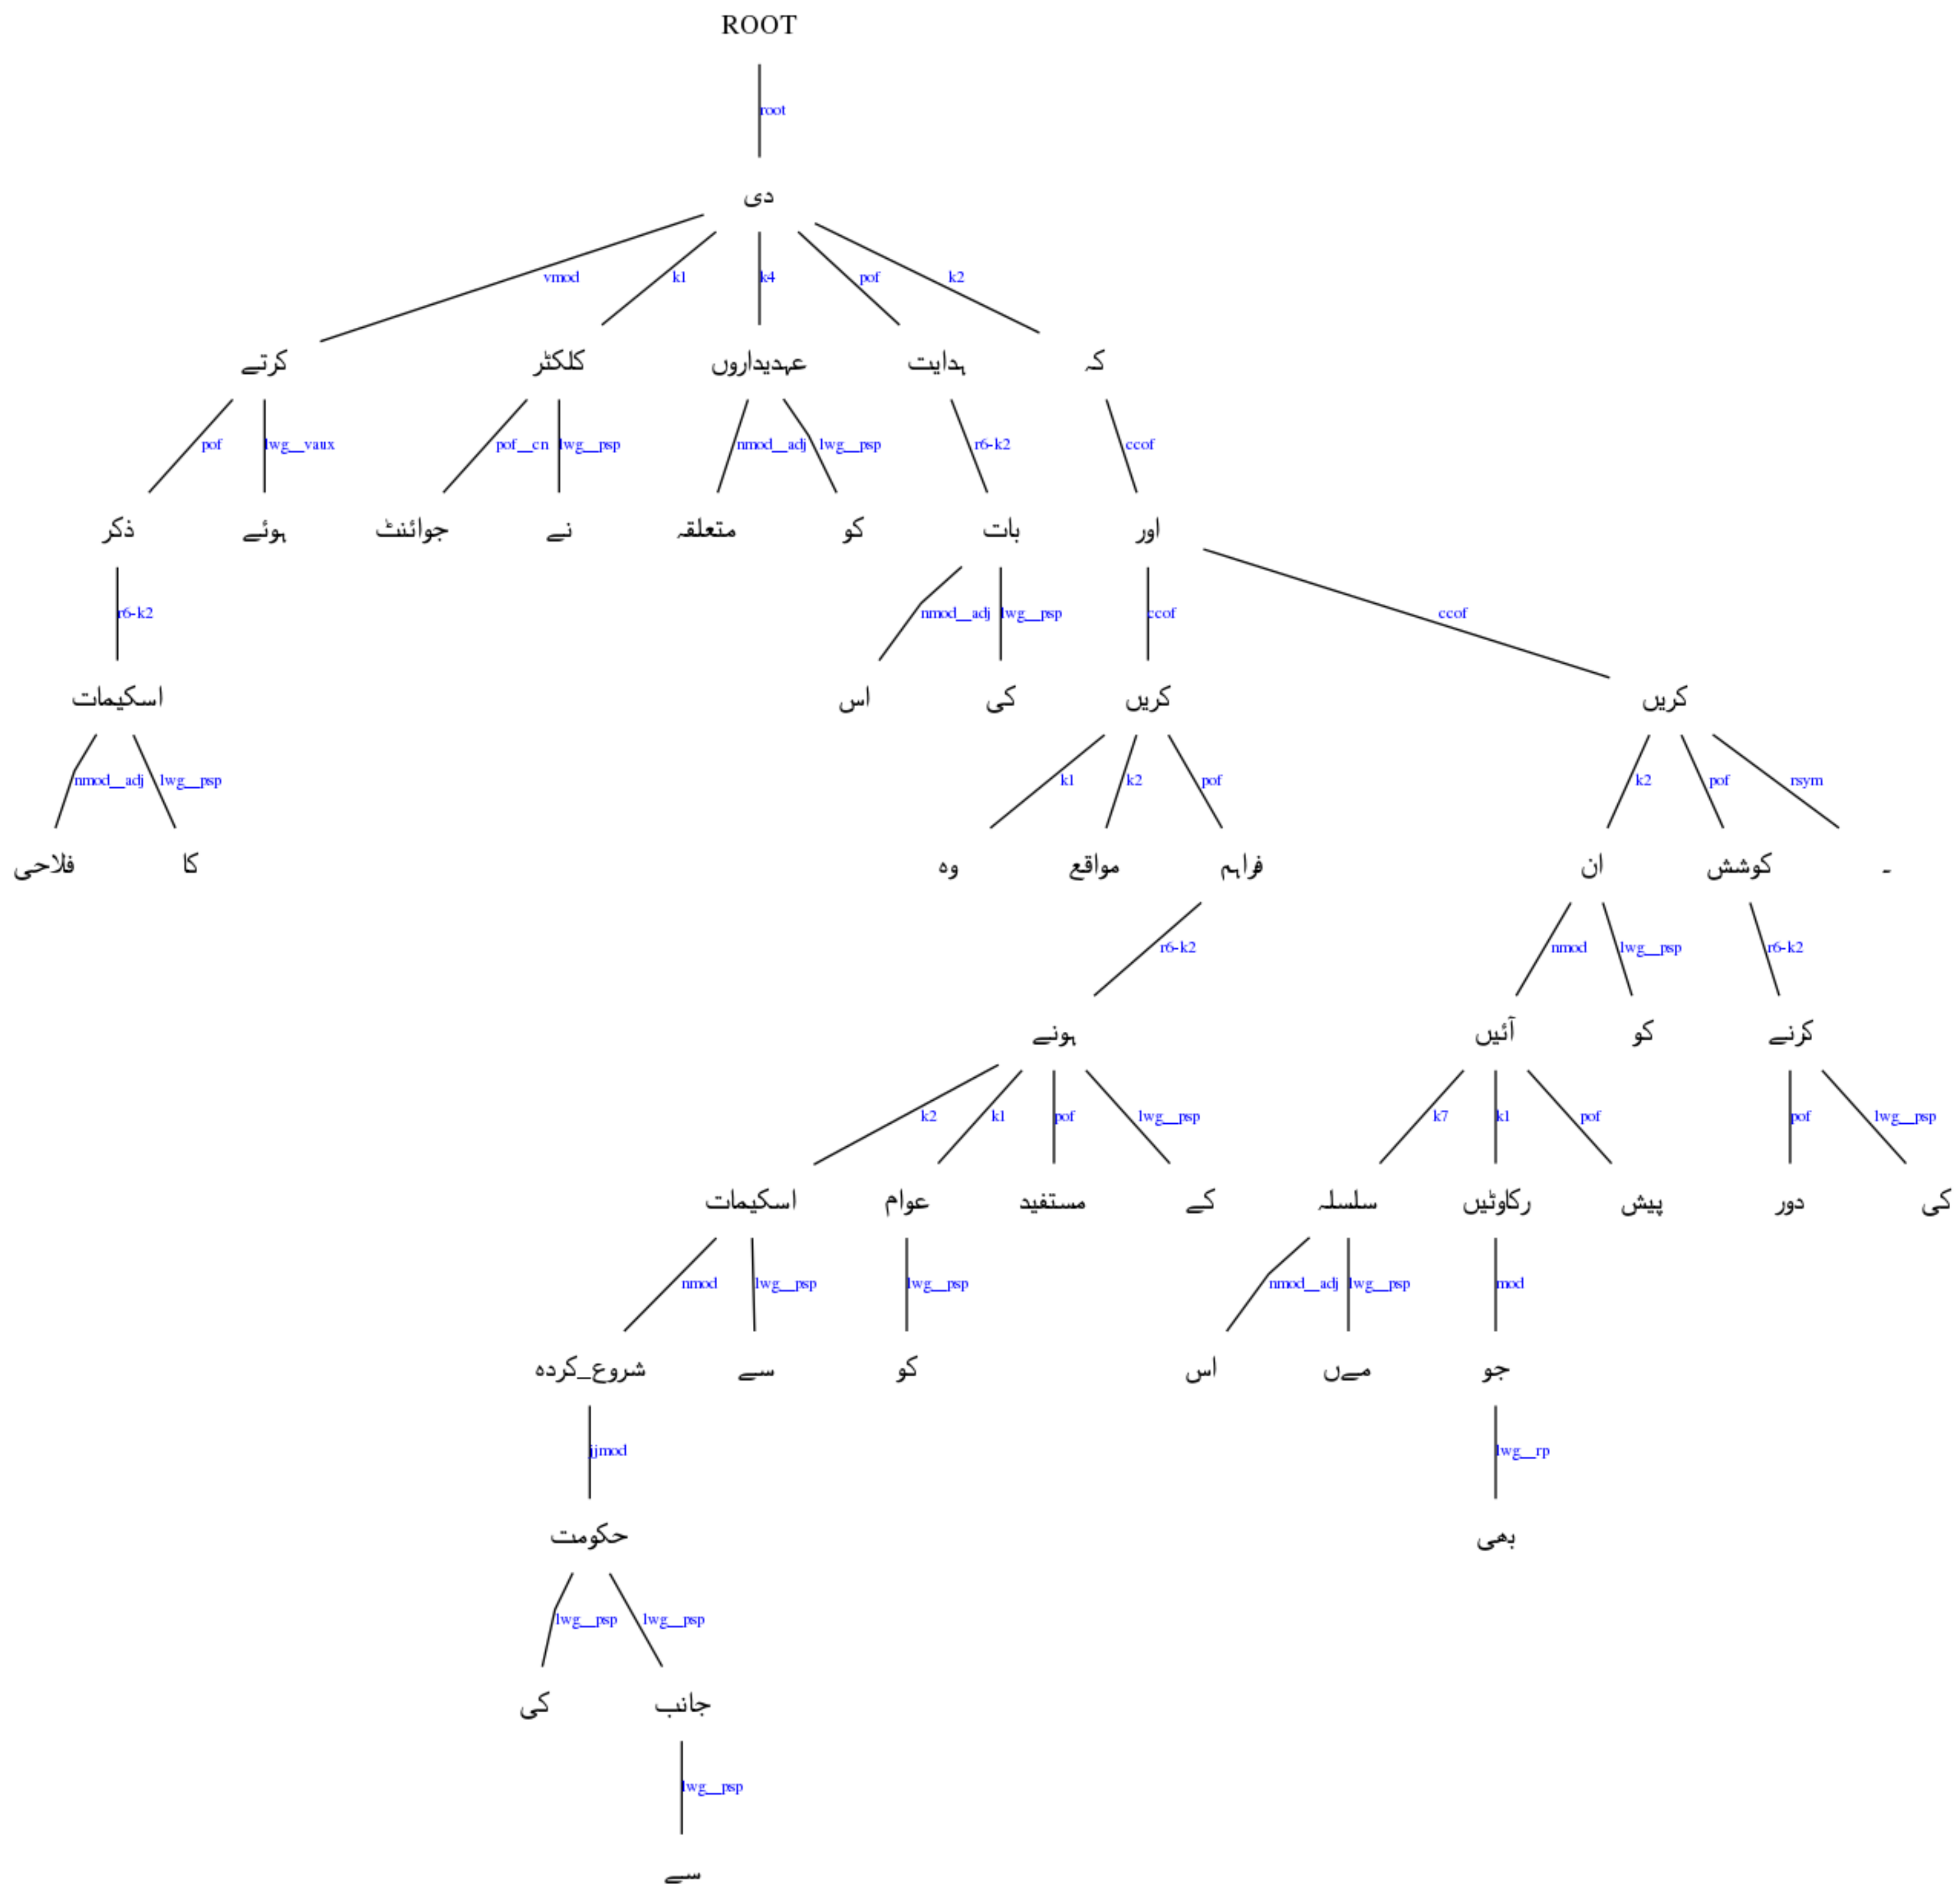 ROOT
root
دی
vmod k1 k4 pof k2
کرتے کلکٹر عہدیداروں ہدایت کہ
pof lwg__vaux pof__cn lwg__psp nmod__adj lwg__psp r6-k2 ccof
ذکر ہوئے جوائنٹ نے متعلقہ کو بات اور
r6-k2 nmod__adj lwg__psp ccof ccof
اسکیمات اس کی کریں کریں
nmod__adj lwg__psp k1 k2 pof k2 pof rsym
فلاحی کا وہ مواقع فراہم ان کوشش ۔
r6-k2 nmod lwg__psp r6-k2
ہونے آئیں کو کرنے
k2 k1 pof lwg__psp k7 k1 pof pof lwg__psp
اسکیمات عوام مستفید کے سلسلہ رکاوٹیں پیش دور کی
nmod lwg__psp lwg__psp nmod__adj lwg__psp mod
شروع_کردہ سے کو اس مےں جو
jjmod lwg__rp
حکومت بھی
lwg__psp lwg__psp
کی جانب
lwg__psp
سے